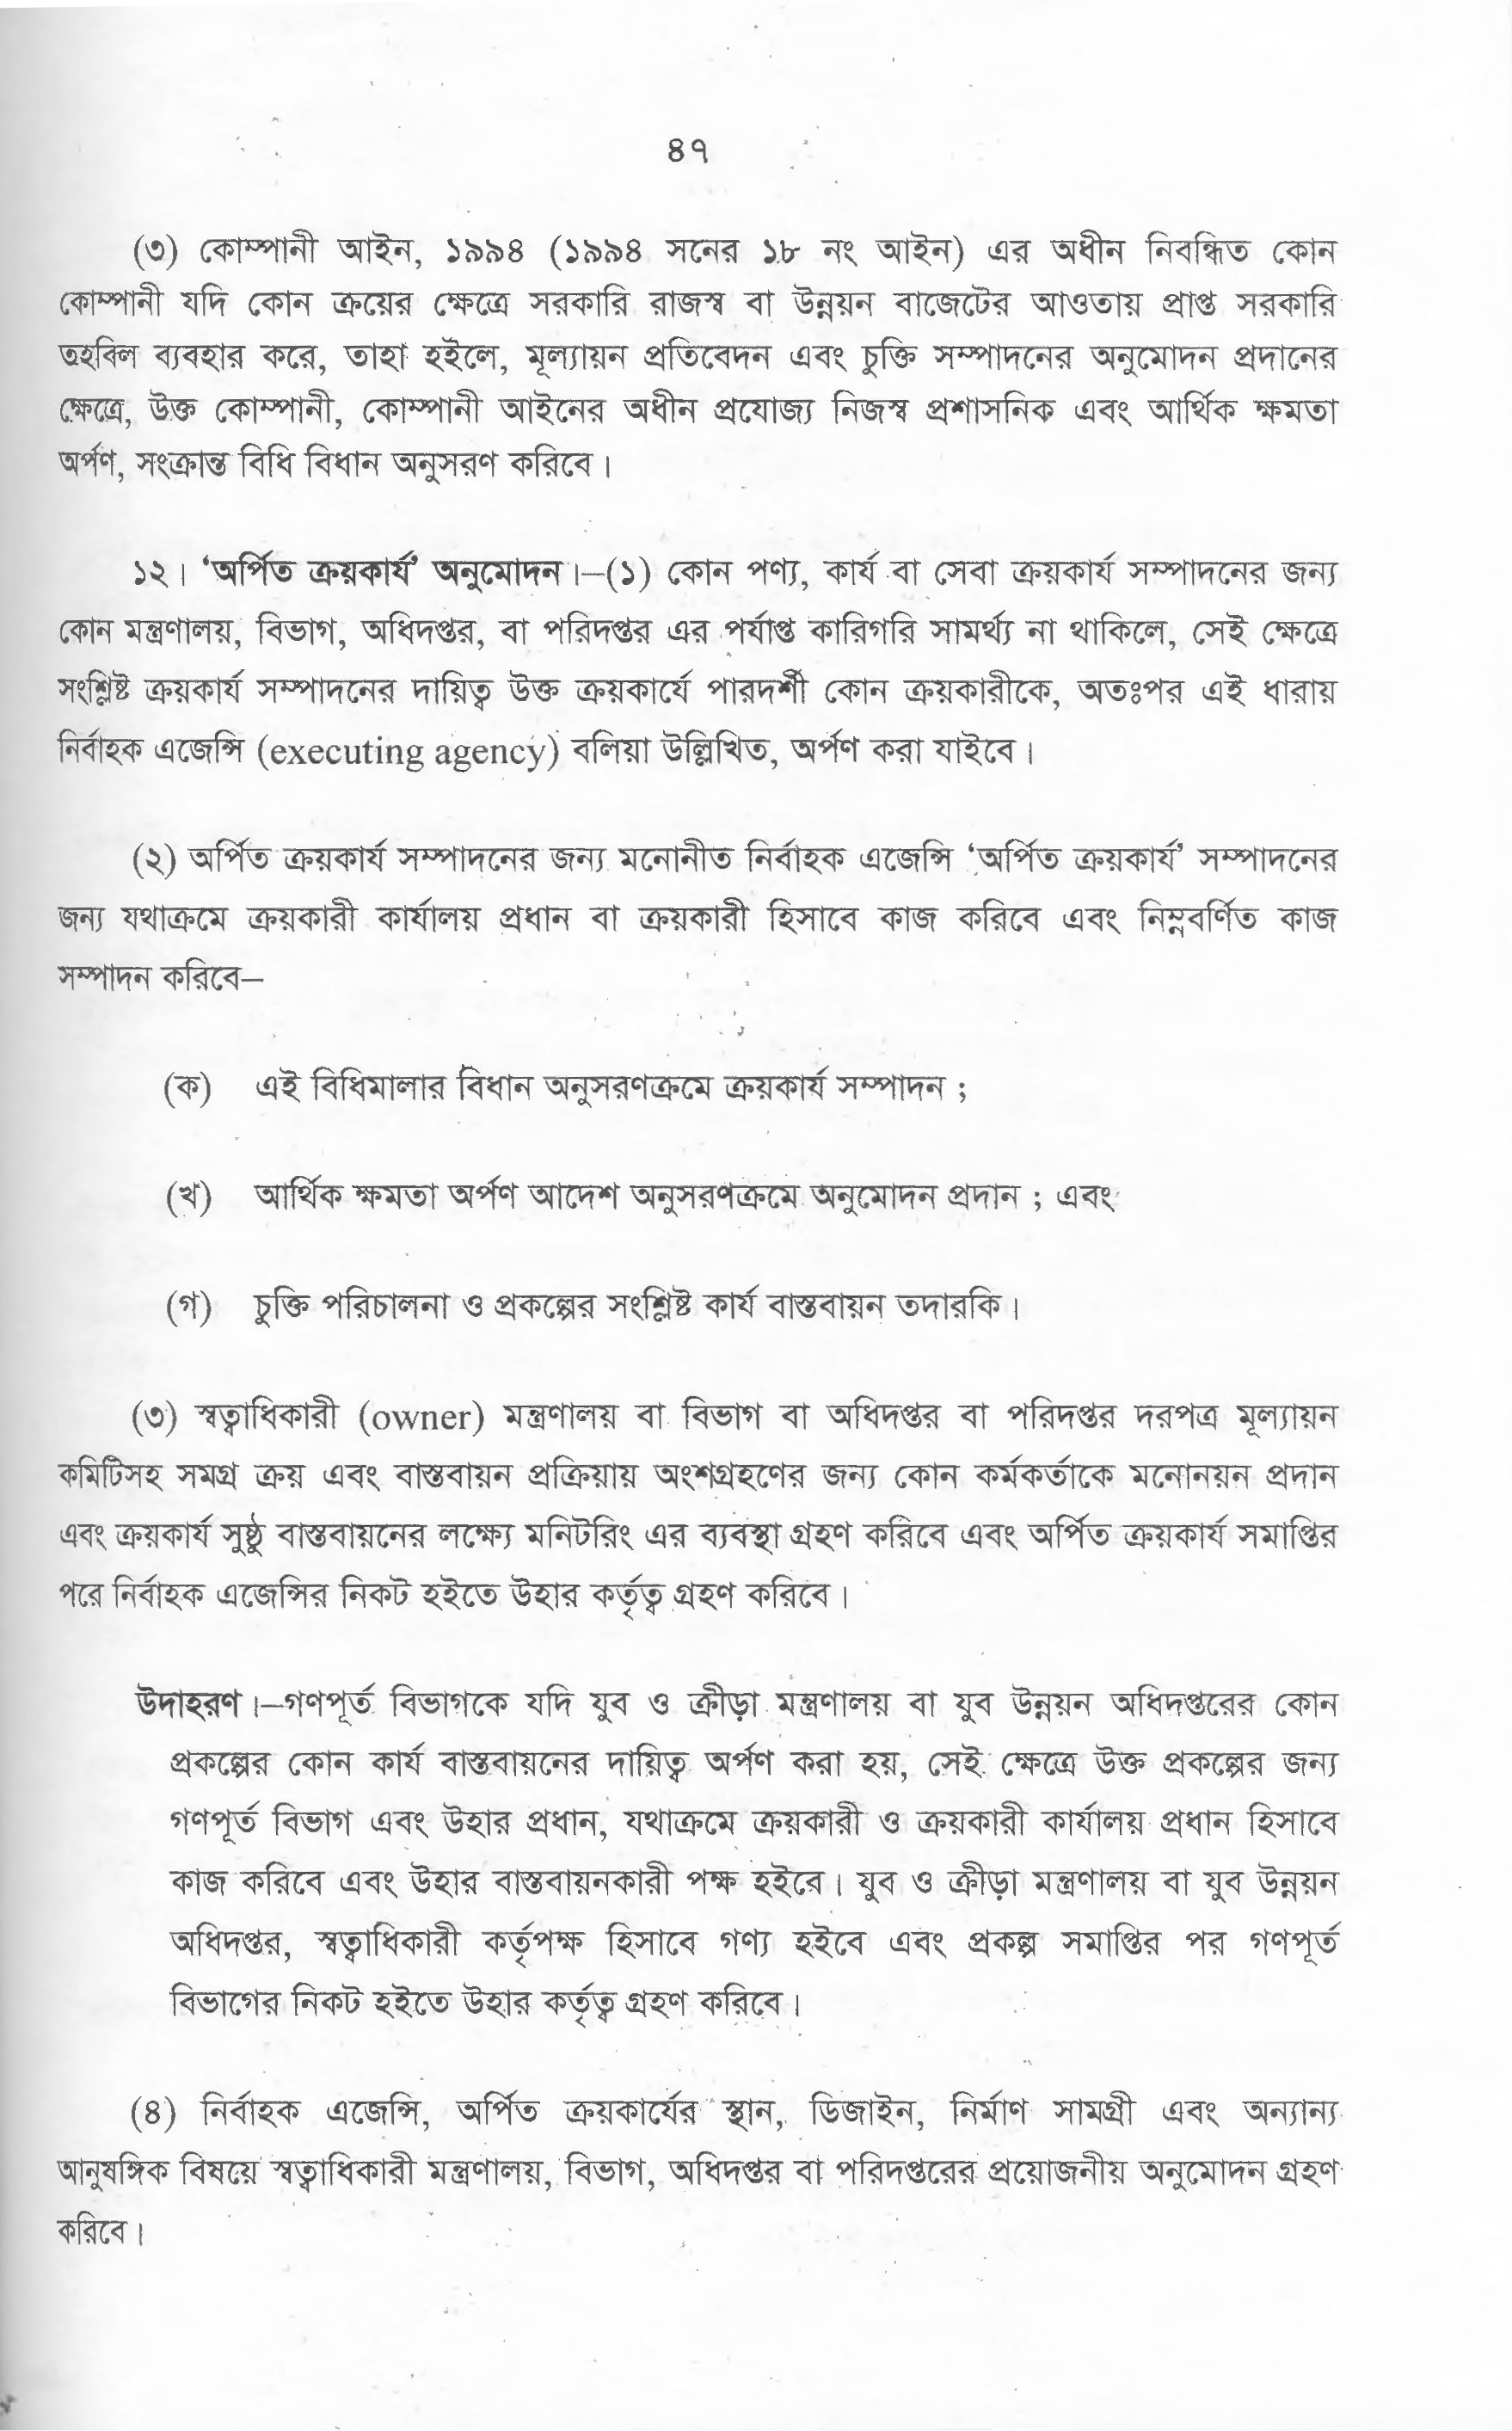 ৪৭
(৩) কোম্পানী আইন, ১৯৯৪ (১৯৯৪ সনের ১৮ নং আইন) এর অধীন নিবন্ধিত কোন
কোম্পানী যদি কোন ক্রয়ের ক্ষেত্রে সরকারি রাজস্ব বা উন্নয়ন বাজেটের আওতায় প্রাপ্ত সরকারি
তহবিল ব্যবহার করে, তাহা হইলে, মূল্যায়ন প্রতিবেদন এবং চুক্তি সম্পাদনের অনুমোদন প্রদানের
ক্ষেত্রে, উক্ত কোম্পানী, কোম্পানী আইনের অধীন প্রযোজ্য নিজস্ব প্রশাসনিক এবং আর্থিক ক্ষমতা
অর্পণ, সংক্রান্ত বিধি বিধান অনুসরণ করিবে।
১২। ‘অর্পিত ক্রয়কার্য’ অনুমোদন।–(১) কোন পণ্য, কার্য বা সেবা ক্রয়কার্য সম্পাদনের জন্য
কোন মন্ত্রণালয়, বিভাগ, অধিদপ্তর, বা পরিদপ্তর এর পর্যাপ্ত কারিগরি সামর্থ্য না থাকিলে, সেই ক্ষেত্রে
সংশ্লিষ্ট ক্রয়কার্য সম্পাদনের দায়িত্ব উক্ত ক্রয়কার্যে পারদর্শী কোন ক্রয়কারীকে, অতঃপর এই ধারায়
নির্বাহক এজেন্সি (executing agency) বলিয়া উল্লিখিত, অর্পণ করা যাইবে।
(২) অর্পিত ক্রয়কার্য সম্পাদনের জন্য মনোনীত নির্বাহক এজেন্সি ‘অর্পিত ক্রয়কার্য’ সম্পাদনের
জন্য যথাক্রমে ক্রয়কারী কার্যালয় প্রধান বা ক্রয়কারী হিসাবে কাজ করিবে এবং নিম্নবর্ণিত কাজ
সম্পাদন করিবে–
(ক) এই বিধিমালার বিধান অনুসরণক্রমে ক্রয়কার্য সম্পাদন ;
(খ) আর্থিক ক্ষমতা অর্পণ আদেশ অনুসরণক্রমে অনুমোদন প্রদান ; এবং
(গ) চুক্তি পরিচালনা ও প্রকল্পের সংশ্লিষ্ট কার্য বাস্তবায়ন তদারকি।
(৩) স্বত্বাধিকারী (owner) মন্ত্রণালয় বা বিভাগ বা অধিদপ্তর বা পরিদপ্তর দরপত্র মূল্যায়ন
কমিটিসহ সমগ্র ক্রয় এবং বাস্তবায়ন প্রক্রিয়ায় অংশগ্রহণের জন্য কোন কর্মকর্তাকে মনোনয়ন প্রদান
এবং ক্রয়কার্য সুষ্ঠু বাস্তবায়নের লক্ষ্যে মনিটরিং এর ব্যবস্থা গ্রহণ করিবে এবং অর্পিত ক্রয়কার্য সমাপ্তির
পরে নির্বাহক এজেন্সির নিকট হইতে উহার কর্তৃত্ব গ্রহণ করিবে।
উদাহরণ।–গণপূর্ত বিভাগকে যদি যুব ও ক্রীড়া মন্ত্রণালয় বা যুব উন্নয়ন অধিদপ্তরের কোন
প্রকল্পের কোন কার্য বাস্তবায়নের দায়িত্ব অর্পণ করা হয়, সেই ক্ষেত্রে উক্ত প্রকল্পের জন্য
গণপূর্ত বিভাগ এবং উহার প্রধান, যথাক্রমে ক্রয়কারী ও ক্রয়কারী কার্যালয় প্রধান হিসাবে
কাজ করিবে এবং উহার বাস্তবায়নকারী পক্ষ হইরে। যুব ও ক্রীড়া মন্ত্রণালয় বা যুব উন্নয়ন
অধিদপ্তর, স্বত্বাধিকারী কর্তৃপক্ষ হিসাবে গণ্য হইবে এবং প্রকল্প সমাপ্তির পর গণপূর্ত
বিভাগের নিকট হইতে উহার কর্তৃত্ব গ্রহণ করিবে।
(৪) নির্বাহক এজেন্সি, অর্পিত ক্রয়কার্যের স্থান, ডিজাইন, নির্মাণ সামগ্রী এবং অন্যান্য
আনুষঙ্গিক বিষয়ে স্বত্বাধিকারী মন্ত্রণালয়, বিভাগ, অধিদপ্তর বা পরিদপ্তরের প্রয়োজনীয় অনুমোদন গ্রহণ
করিবে।